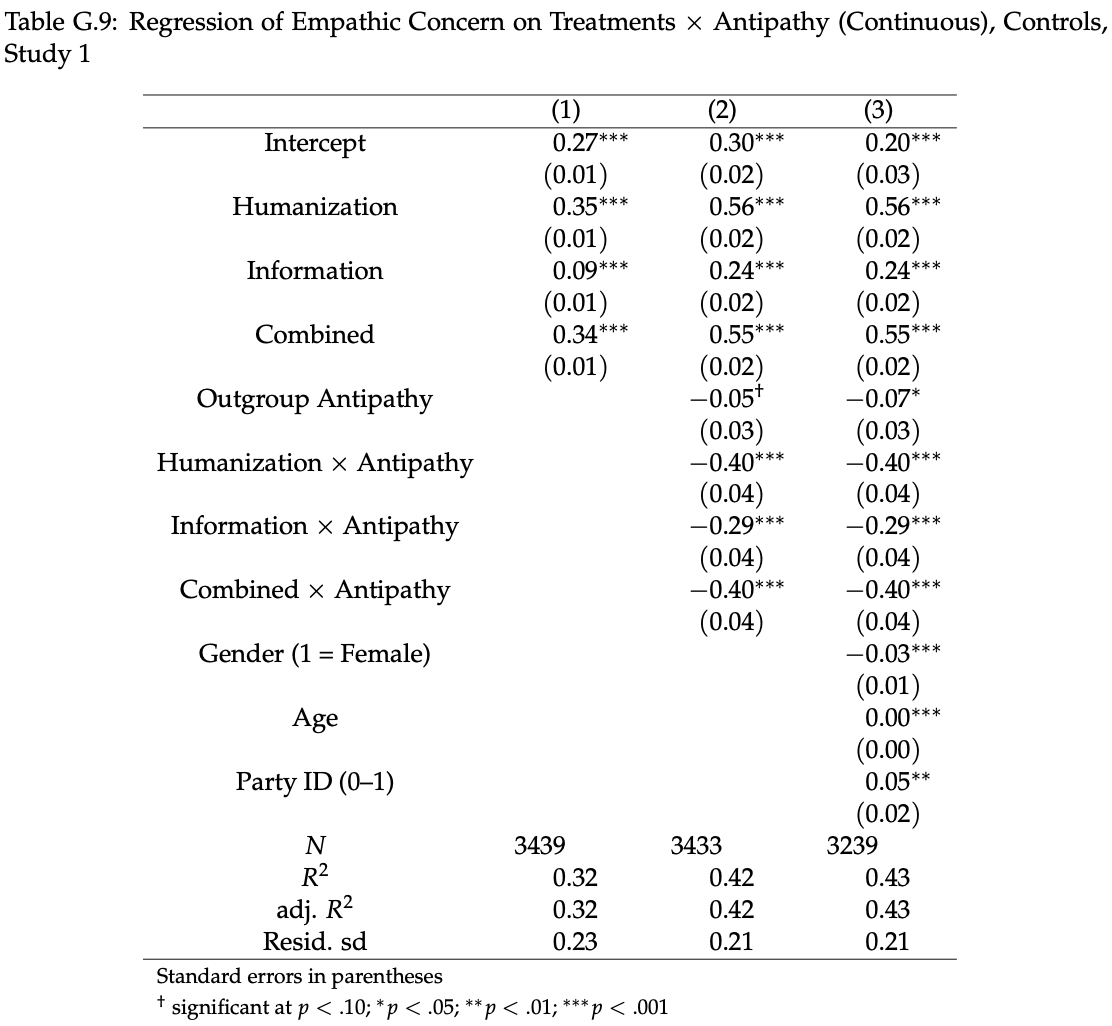 Table G.9: Regression of Empathic Concern on Treatments × Antipathy (Continuous), Controls,
Study 1
(1) (2) (3)
Intercept 0.27*** 0.30*** 0.20***
(0.01) (0.02) (0.03)
Humanization 0.35*** 0.56*** 0.56***
(0.01) (0.02) (0.02)
Information 0.09*** 0.24*** 0.24***
(0.01) (0.02) (0.02)
Combined 0.34*** 0.55*** 0.55***
(0.01) (0.02) (0.02)
Outgroup Antipathy −0.05† −0.07*
(0.03) (0.03)
Humanization × Antipathy −0.40*** −0.40***
(0.04) (0.04)
Information × Antipathy −0.29*** −0.29***
(0.04) (0.04)
Combined × Antipathy −0.40*** −0.40***
(0.04) (0.04)
Gender (1 = Female) −0.03***
(0.01)
Age 0.00***
(0.00)
Party ID (0–1) 0.05**
(0.02)
N 3439 3433 3239
R² 0.32 0.42 0.43
adj. R² 0.32 0.42 0.43
Resid. sd 0.23 0.21 0.21
Standard errors in parentheses
† significant at p < .10; *p < .05; **p < .01; ***p < .001